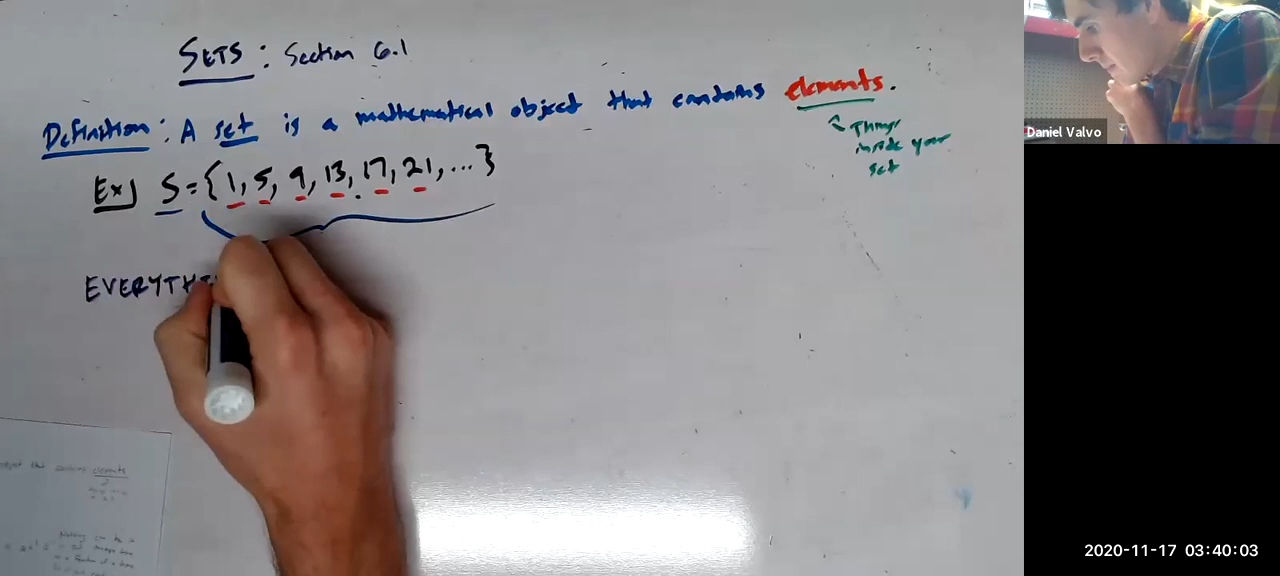 SETS: Section 6.1
Definition: A set is a mathematical object that contains elements.
Things inside your set
Ex] S = {1, 5, 9, 13, 17, 21, ...}
EVERYTHI
Daniel Valvo
2020-11-17 03:40:03